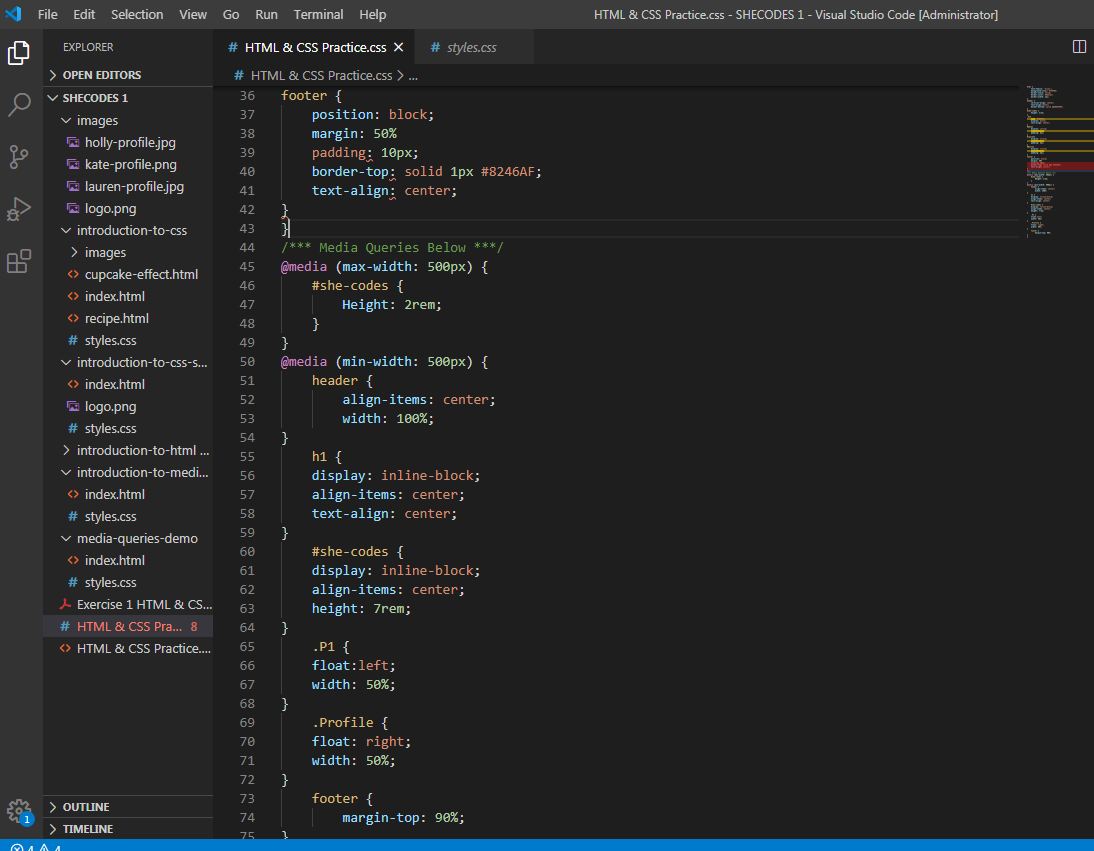 File Edit Selection View Go Run Terminal Help HTML & CSS Practice.css - SHECODES 1 - Visual Studio Code [Administrator]
EXPLORER
OPEN EDITORS
SHECODES 1
images
holly-profile.jpg
kate-profile.png
lauren-profile.jpg
logo.png
introduction-to-css
images
cupcake-effect.html
index.html
recipe.html
# styles.css
introduction-to-css-s...
index.html
logo.png
# styles.css
introduction-to-html ...
introduction-to-medi...
index.html
# styles.css
media-queries-demo
index.html
# styles.css
Exercise 1 HTML & CS...
# HTML & CSS Pra... 8
HTML & CSS Practice....
OUTLINE
TIMELINE
1
# HTML & CSS Practice.css × # styles.css
# HTML & CSS Practice.css > ...
36 footer {
37 position: block;
38 margin: 50%
39 padding: 10px;
40 border-top: solid 1px #8246AF;
41 text-align: center;
42 }
43 }
44 /*** Media Queries Below ***/
45 @media (max-width: 500px) {
46 #she-codes {
47 Height: 2rem;
48 }
49 }
50 @media (min-width: 500px) {
51 header {
52 align-items: center;
53 width: 100%;
54 }
55 h1 {
56 display: inline-block;
57 align-items: center;
58 text-align: center;
59 }
60 #she-codes {
61 display: inline-block;
62 align-items: center;
63 height: 7rem;
64 }
65 .P1 {
66 float:left;
67 width: 50%;
68 }
69 .Profile {
70 float: right;
71 width: 50%;
72 }
73 footer {
74 margin-top: 90%;
75 }